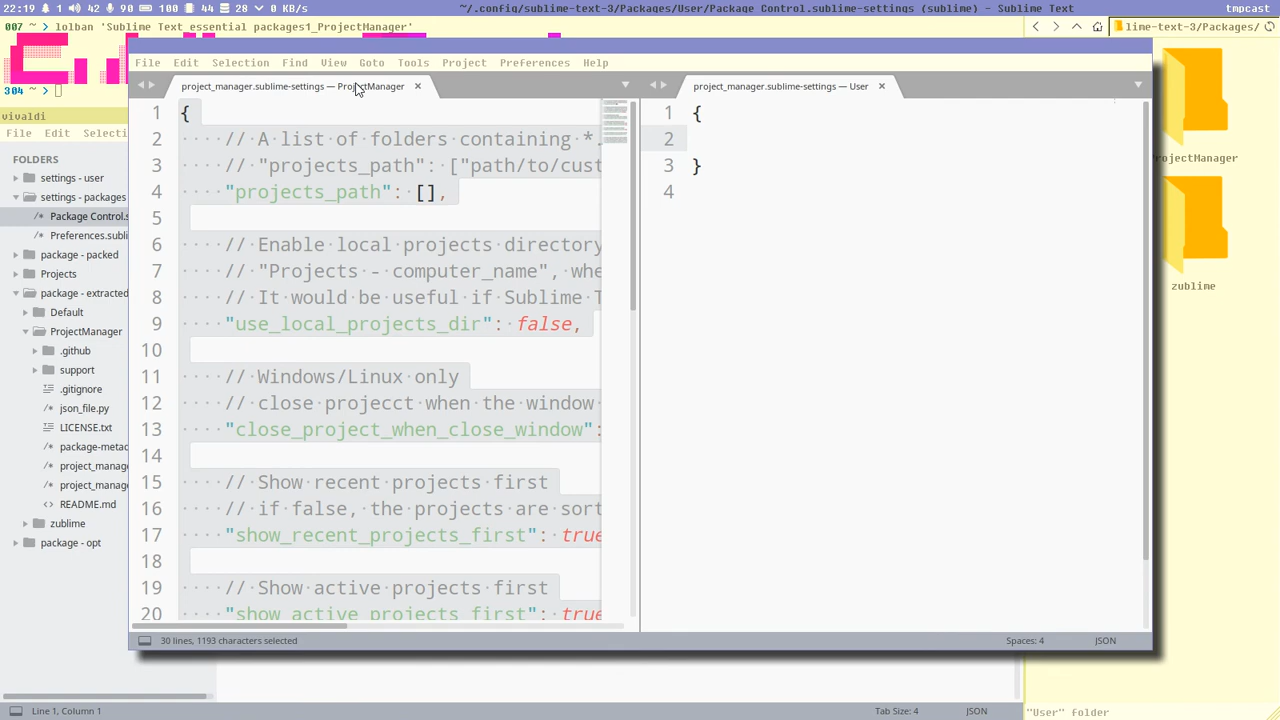 22:19 1 42 90 100 44 28 0 KB/s ~/.config/sublime-text-3/Packages/User/Package Control.sublime-settings (sublime) - Sublime Text tmpcast
007 ~ > lolban 'Sublime Text essential packages1_ProjectManager'
lime-text-3/Packages/
304 ~ >
vivaldi
File Edit Selecti
FOLDERS
settings - user
settings - packages
Package Control.s
Preferences.subli
package - packed
Projects
package - extracted
Default
ProjectManager
.github
support
.gitignore
json_file.py
LICENSE.txt
package-metad
project_manage
project_manage
README.md
zublime
package - opt
File Edit Selection Find View Goto Tools Project Preferences Help
project_manager.sublime-settings — ProjectManager
1 {
2 ····//·A·list·of·folders·containing·*.
3 ····//·"projects_path":·["path/to/cust
4 ····"projects_path":·[],
5
6 ····//·Enable·local·projects·directory
7 ····//·"Projects·-·computer_name",·whe
8 ····//·It·would·be·useful·if·Sublime·T
9 ····"use_local_projects_dir":·false,
10
11 ····//·Windows/Linux·only
12 ····//·close·projecct·when·the·window
13 ····"close_project_when_close_window":
14
15 ····//·Show·recent·projects·first
16 ····//·if·false,·the·projects·are·sort
17 ····"show_recent_projects_first":·true
18
19 ····//·Show·active·projects·first
20 ····"show_active_projects_first":·true
project_manager.sublime-settings — User
1 {
2
3 }
4
30 lines, 1193 characters selected
Spaces: 4 JSON
ProjectManager
zublime
Line 1, Column 1
Tab Size: 4 JSON
"User" folder